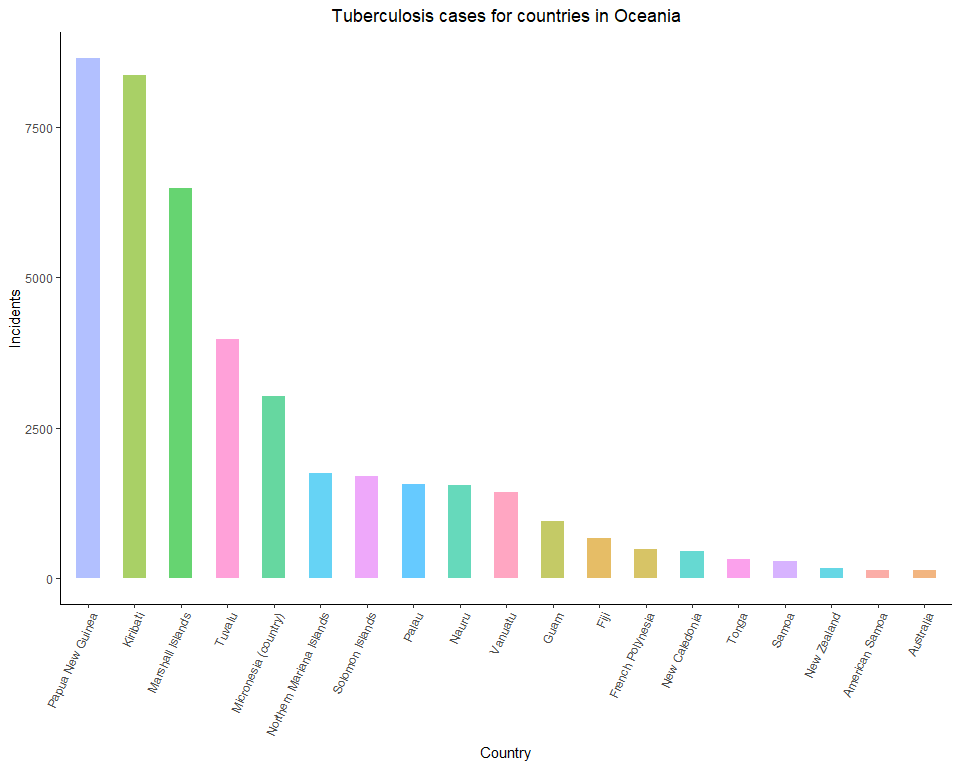 Tuberculosis cases for countries in Oceania
Incidents
7500
5000
2500
0
Papua New Guinea
Kiribati
Marshall Islands
Tuvalu
Micronesia (country)
Northern Mariana Islands
Solomon Islands
Palau
Nauru
Vanuatu
Guam
Fiji
French Polynesia
New Caledonia
Tonga
Samoa
New Zealand
American Samoa
Australia
Country